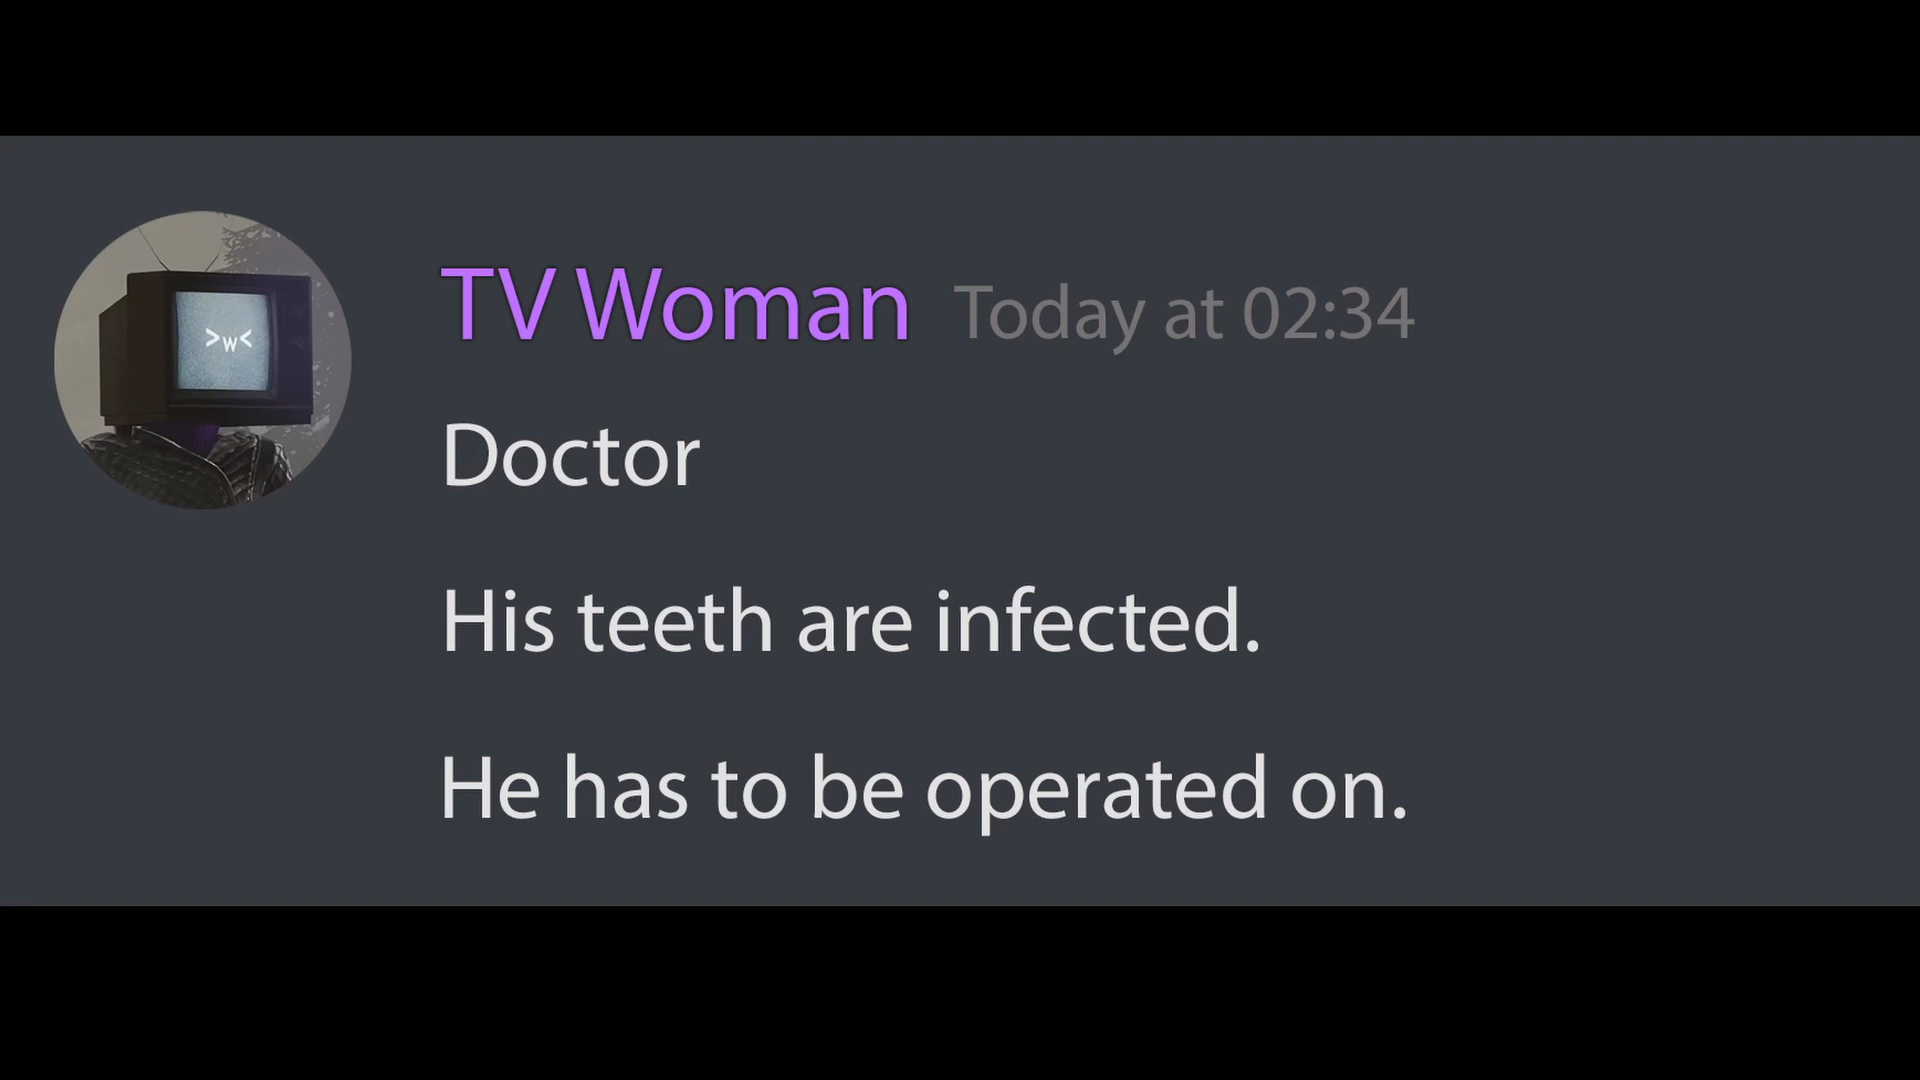 >w<
TV Woman Today at 02:34
Doctor
His teeth are infected.
He has to be operated on.